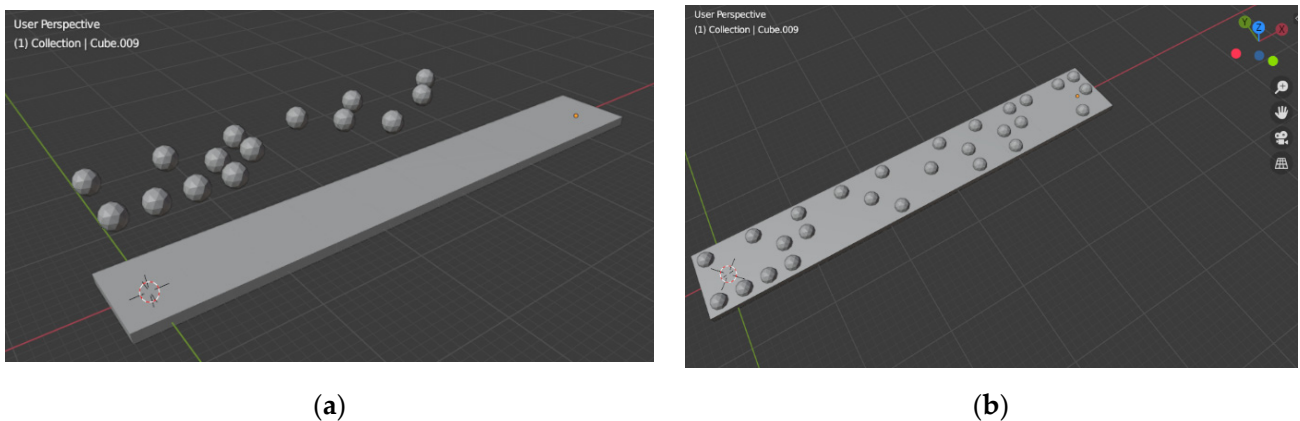 User Perspective
(1) Collection | Cube.009
User Perspective
(1) Collection | Cube.009
Y
Z
X
(a)
(b)